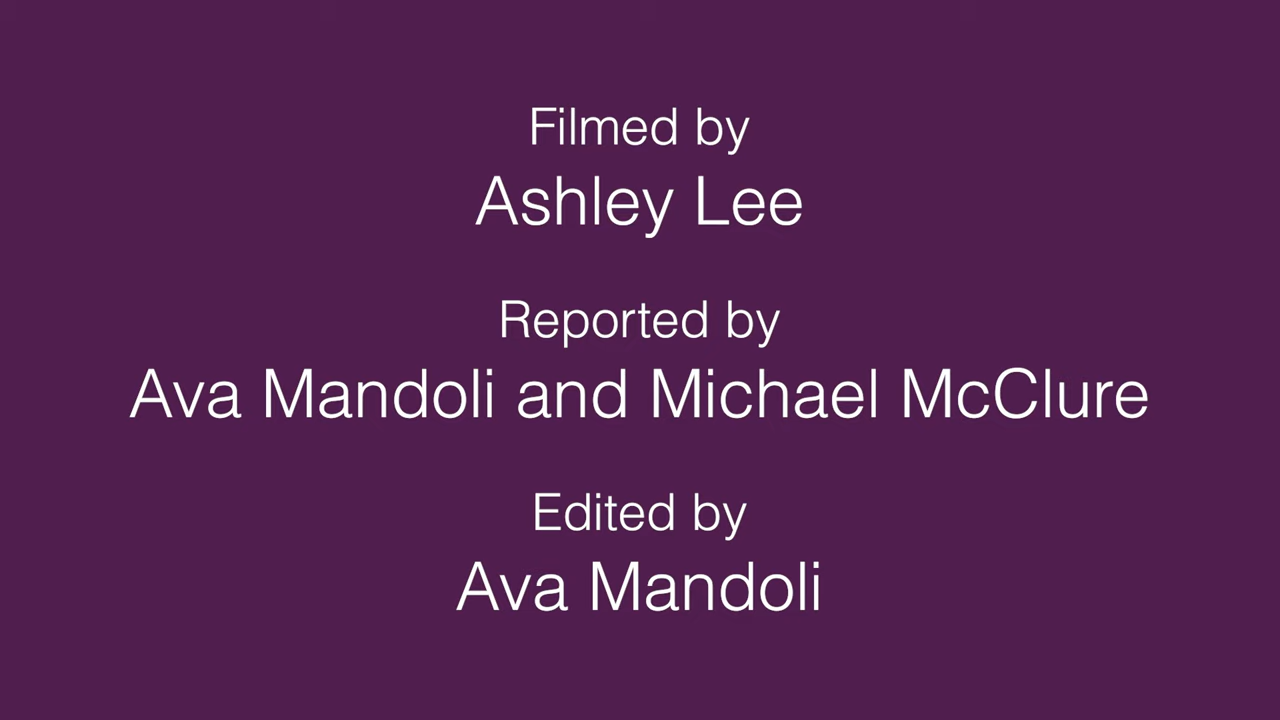 Filmed by
Ashley Lee
Reported by
Ava Mandoli and Michael McClure
Edited by
Ava Mandoli